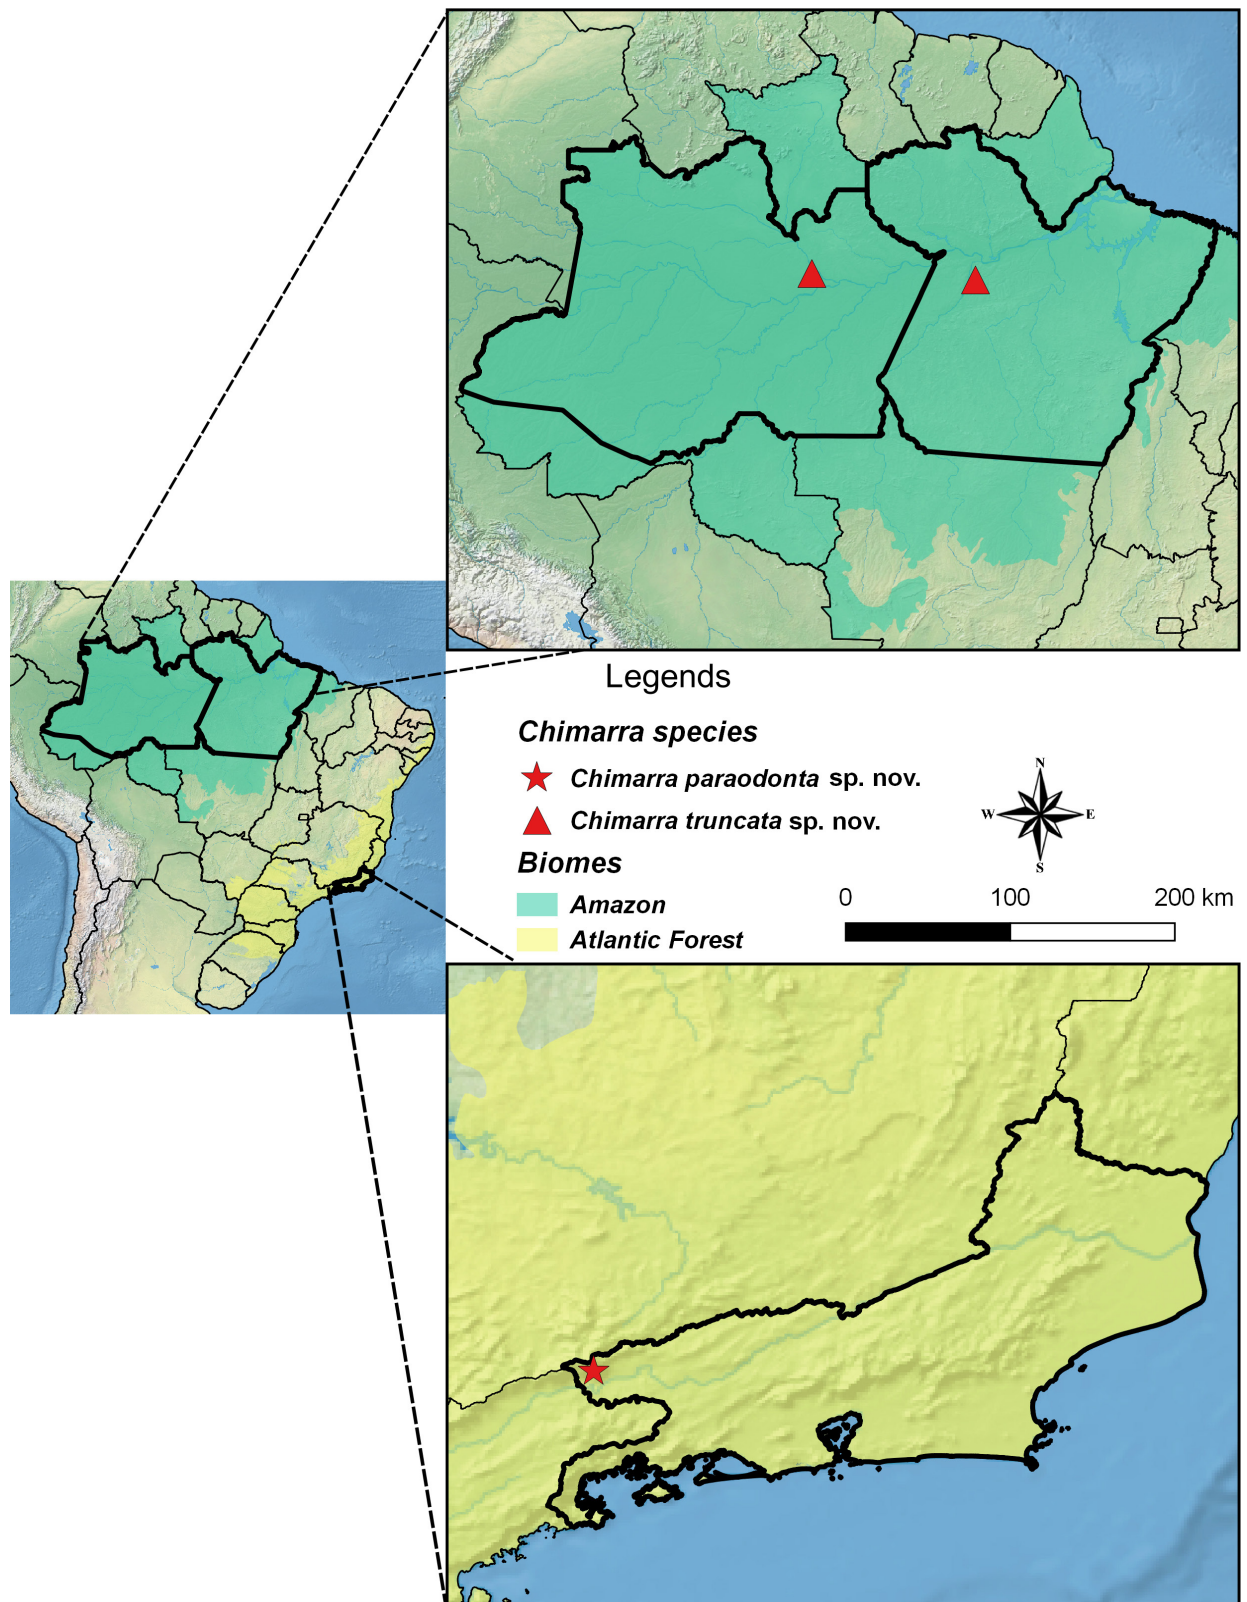 Legends
Chimarra species
Chimarra paraodonta sp. nov.
Chimarra truncata sp. nov.
Biomes
Amazon
Atlantic Forest
N
W E
S
0 100 200 km